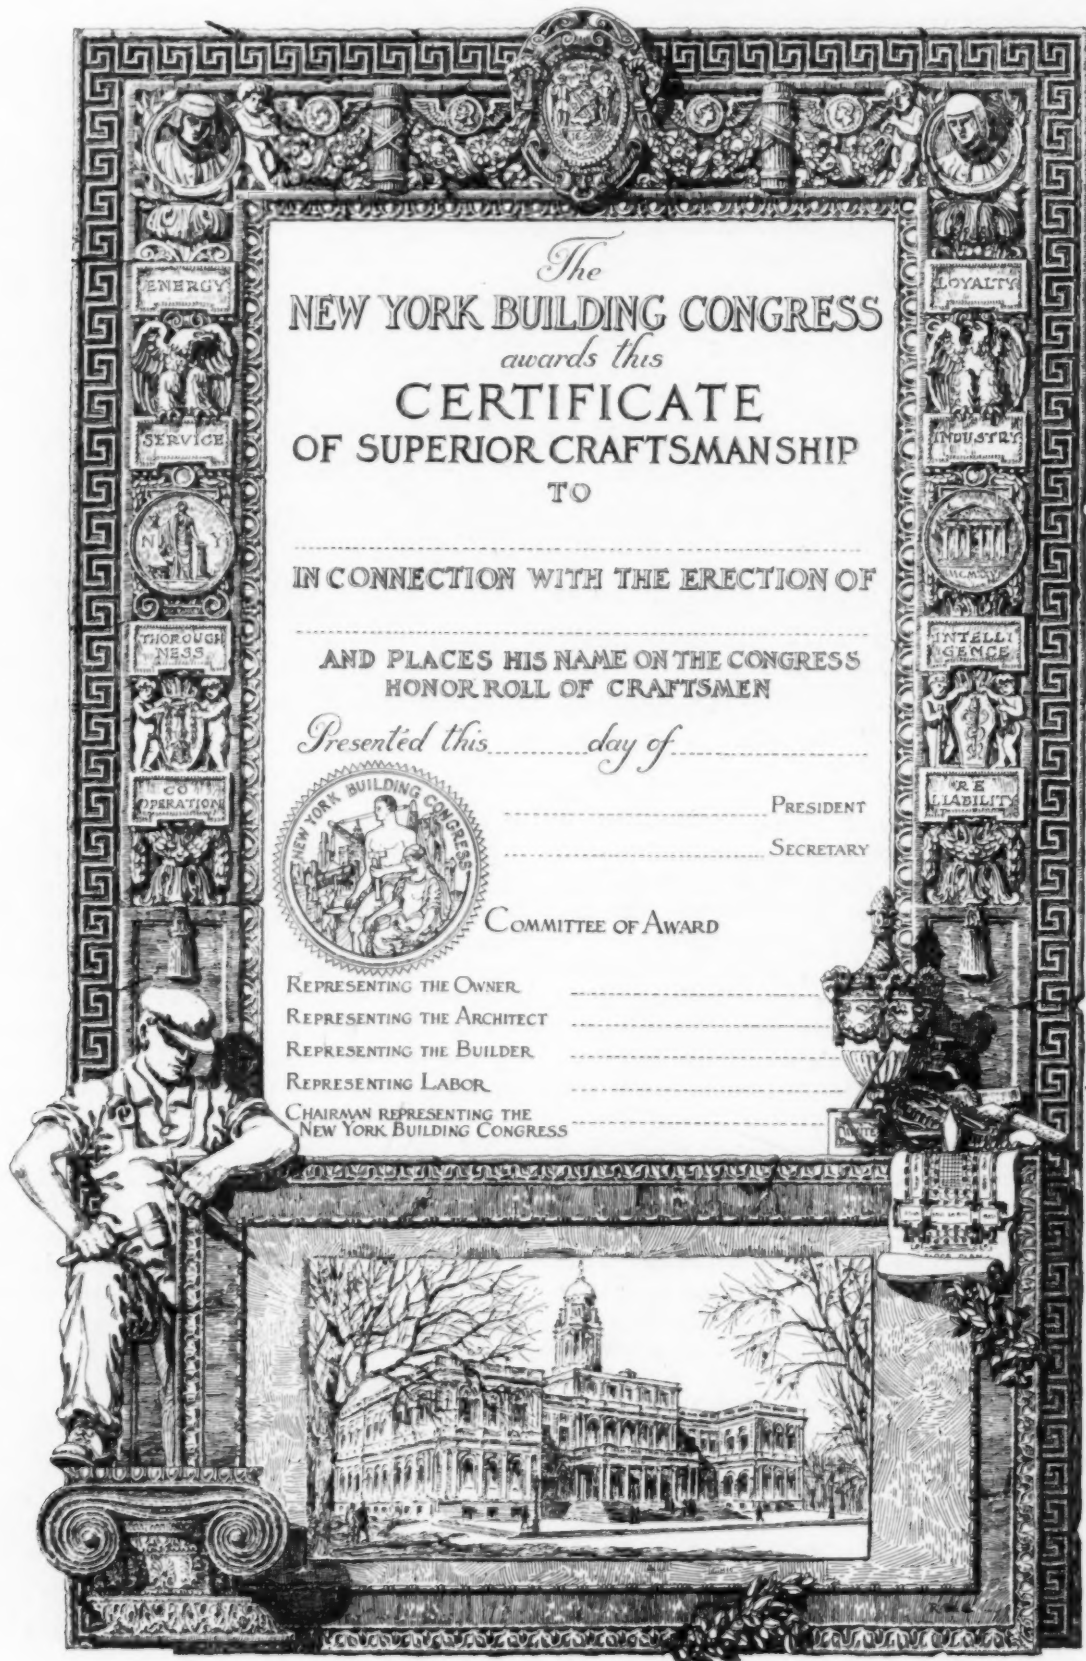 The
NEW YORK BUILDING CONGRESS
awards this
CERTIFICATE
OF SUPERIOR CRAFTSMANSHIP
TO
IN CONNECTION WITH THE ERECTION OF
AND PLACES HIS NAME ON THE CONGRESS
HONOR ROLL OF CRAFTSMEN
Presented this day of
PRESIDENT
SECRETARY
NEW YORK BUILDING CONGRESS
COMMITTEE OF AWARD
REPRESENTING THE OWNER
REPRESENTING THE ARCHITECT
REPRESENTING THE BUILDER
REPRESENTING LABOR
CHAIRMAN REPRESENTING THE
NEW YORK BUILDING CONGRESS
ENERGY
SERVICE
N Y
THOROUGH
NESS
CO
OPERATION
LOYALTY
INDUSTRY
INTELLI
GENCE
RE
LIABILITY